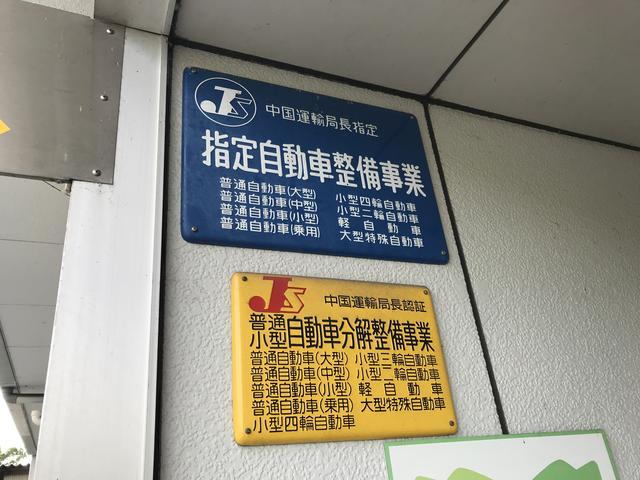 JS 中国運輸局長指定
指定自動車整備事業
普通自動車(大型) 小型四輪自動車
普通自動車(中型) 小型二輪自動車
普通自動車(小型) 軽自動車
普通自動車(乗用) 大型特殊自動車
JS 中国運輸局長認証
普通小型自動車分解整備事業
普通自動車(大型) 小型三輪自動車
普通自動車(中型) 小型二輪自動車
普通自動車(小型) 軽自動車
普通自動車(乗用) 大型特殊自動車
小型四輪自動車